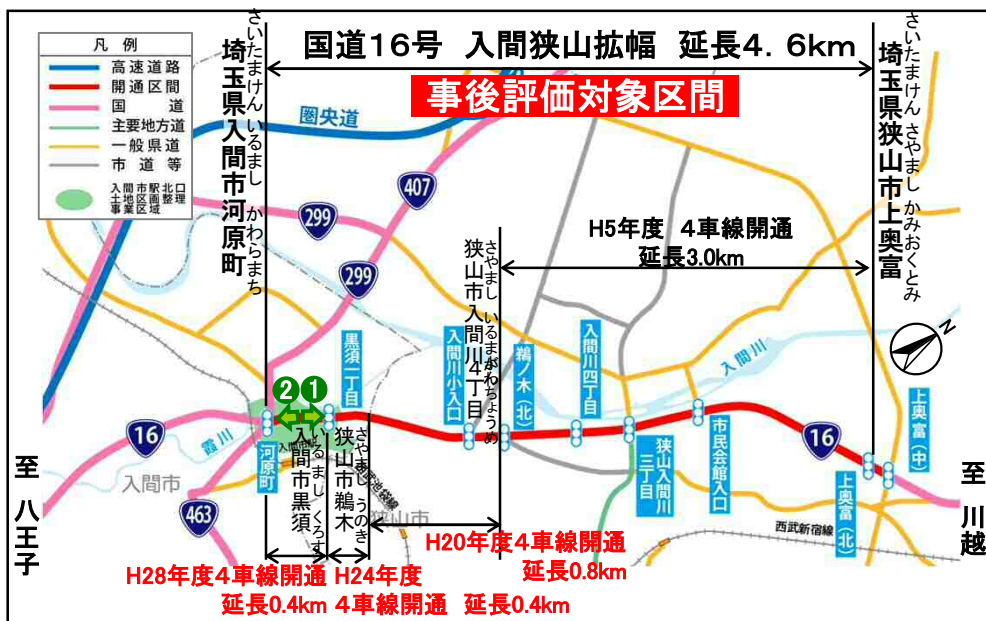 国道16号 入間狭山拡幅 延長4.6km
事後評価対象区間
凡例
高速道路
開通区間
国道
主要地方道
一般県道
市道等
入間市駅北口
土地区画整理
事業区域
埼玉県入間市河原町
さいたまけん いるまし かわらまち
埼玉県狭山市上奥富
さいたまけん さやまし かみおくとみ
圏央道
407
299
299
H5年度 4車線開通
延長3.0km
狭山市入間川4丁目
さやまし いるまがわちょうめ
N
入間川
黒須一丁目
入間川小入口
鵜ノ木(北)
入間川四丁目
上奥富(中)
2
1
16
霞川
入間市
河原町
463
入間市黒須
いるまし くろす
狭山市鵜木
さやまし うのき
狭山市
狭山入間川
三丁目
市民会館入口
16
上奥富(北)
西武新宿線
至 八王子
至 川越
H20年度4車線開通
延長0.8km
H28年度4車線開通
延長0.4km
H24年度
4車線開通 延長0.4km